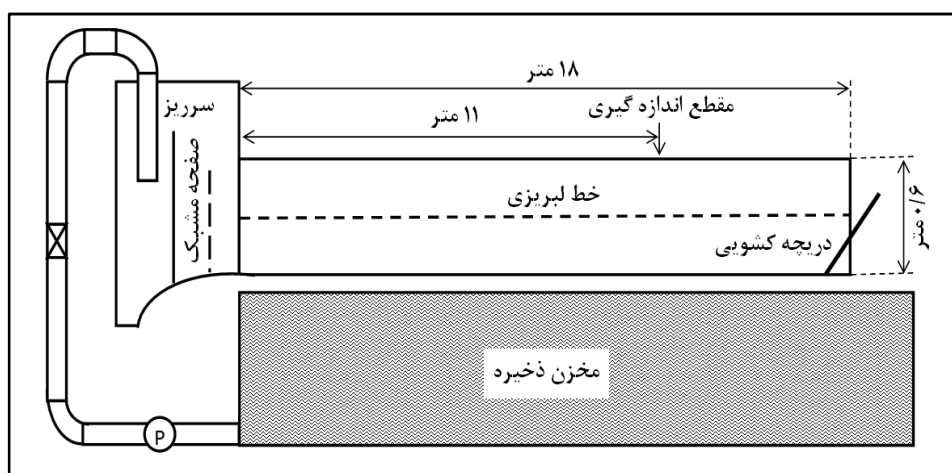 ۱۸ متر
سرریز
۱۱ متر
مقطع اندازه گیری
صفحه مشبک
خط لبریزی
دریچه کشویی
۰/۶ متر
مخزن ذخیره
P